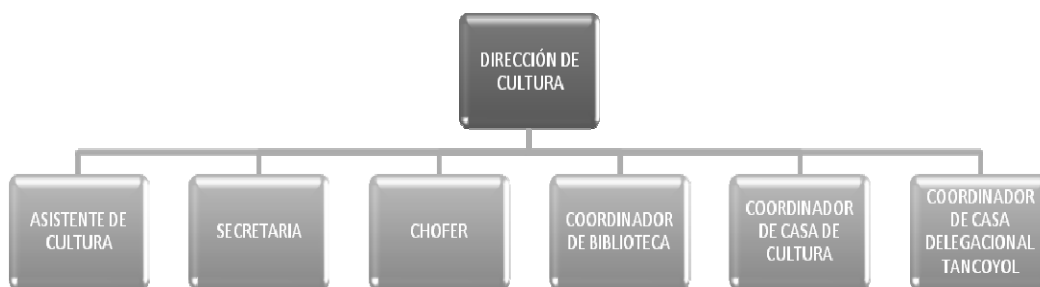 DIRECCIÓN DE
CULTURA
ASISTENTE DE
CULTURA
SECRETARIA
CHOFER
COORDINADOR
DE BIBLIOTECA
COORDINADOR
DE CASA DE
CULTURA
COORDINADOR
DE CASA
DELEGACIONAL
TANCOYOL